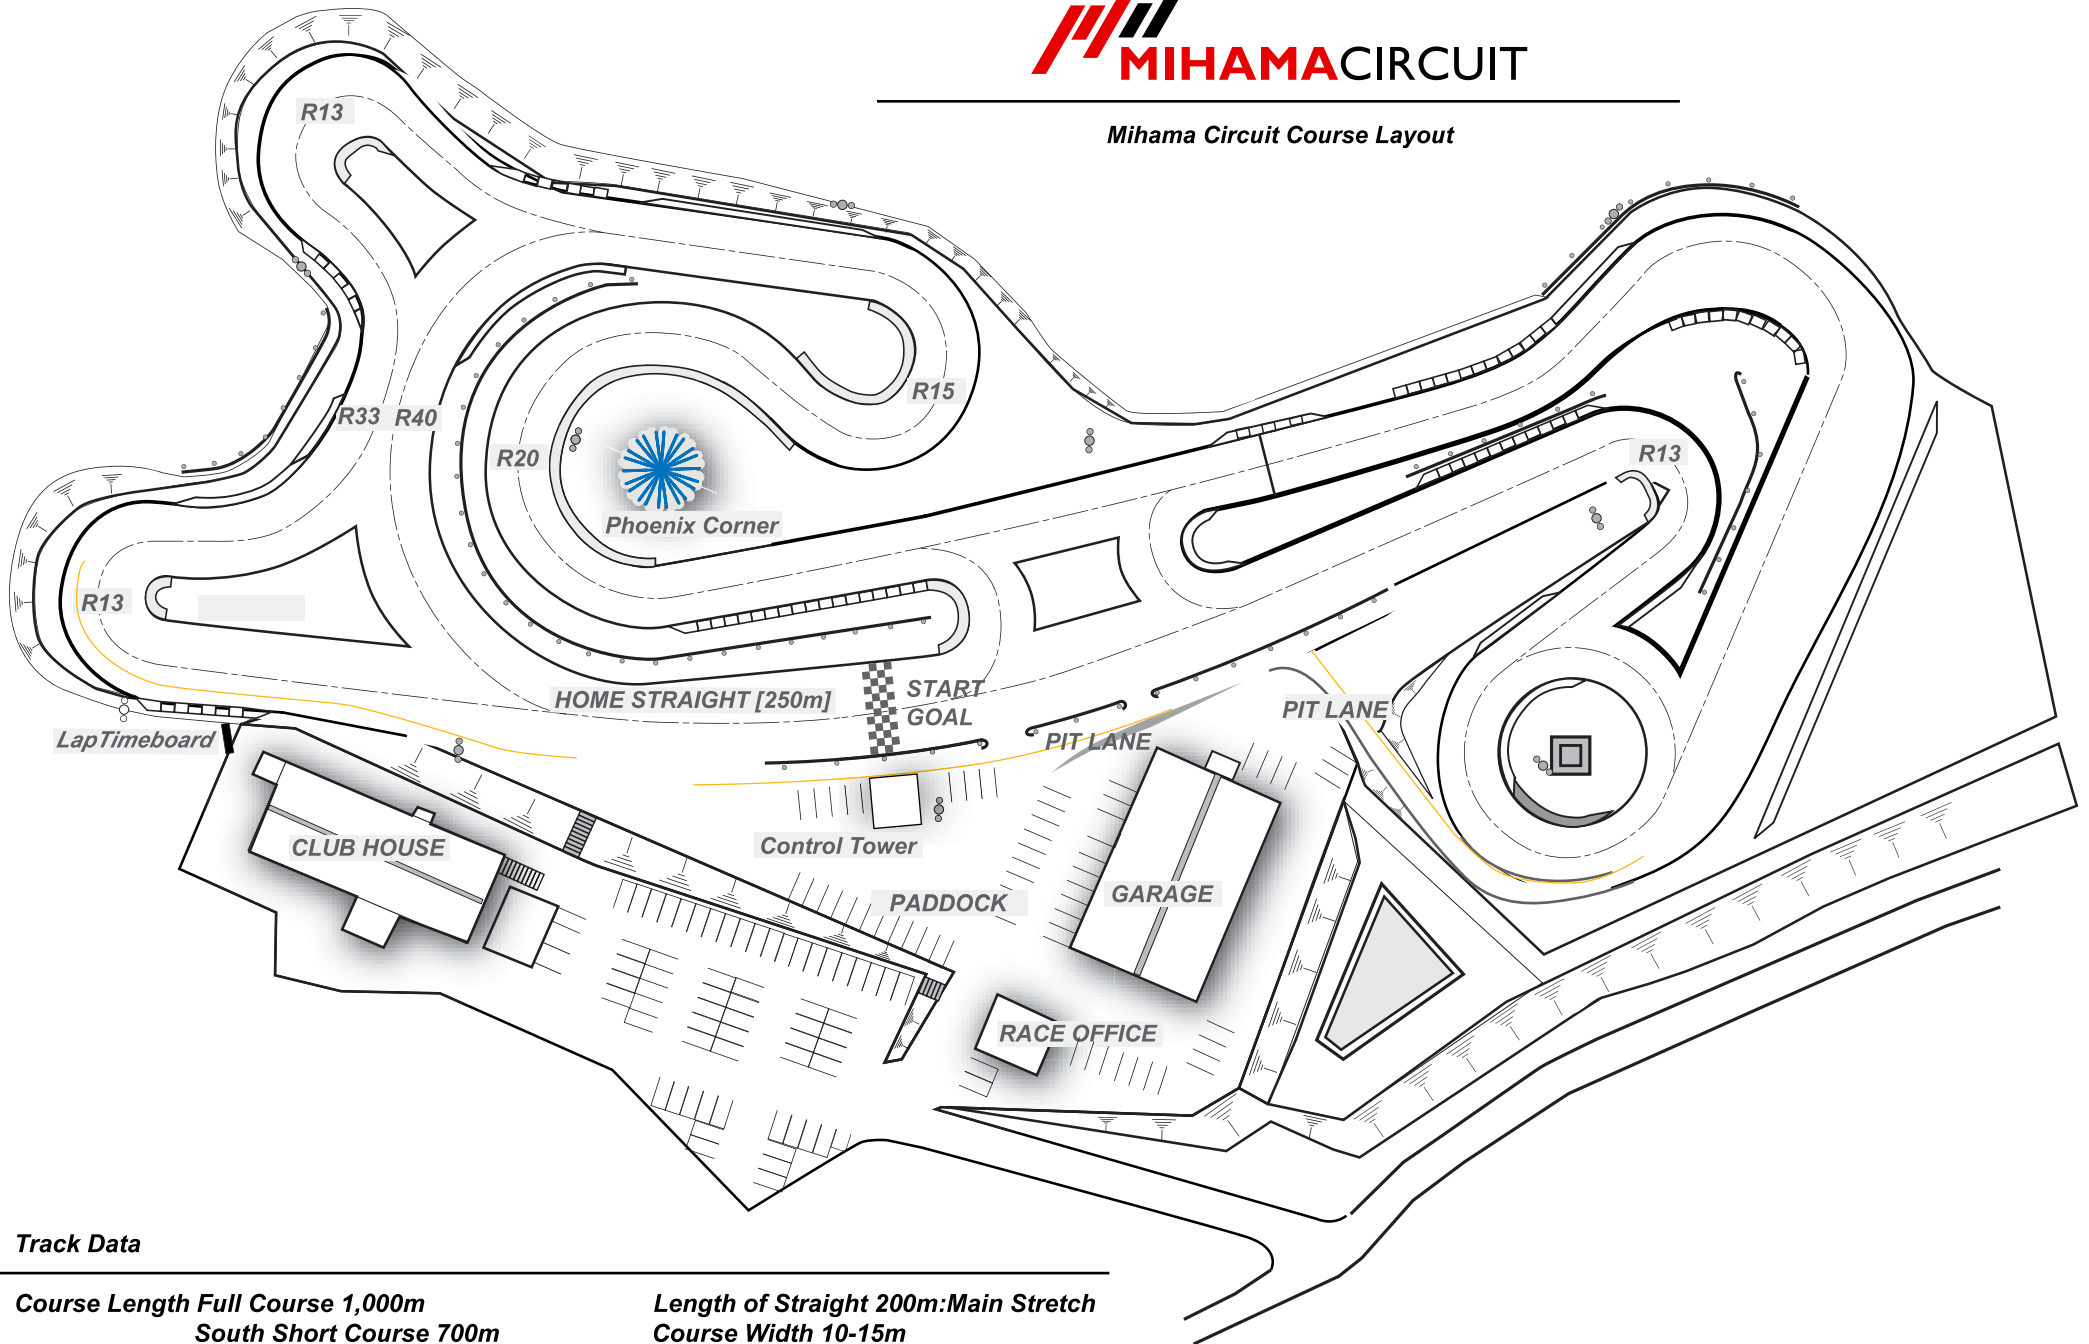 MIHAMACIRCUIT
Mihama Circuit Course Layout
R13
R15
R33 R40
R20
R13
Phoenix Corner
R13
HOME STRAIGHT [250m]
START
GOAL
PIT LANE
PIT LANE
LapTimeboard
CLUB HOUSE
Control Tower
PADDOCK
GARAGE
RACE OFFICE
Track Data
Course Length Full Course 1,000m
South Short Course 700m
Length of Straight 200m:Main Stretch
Course Width 10-15m